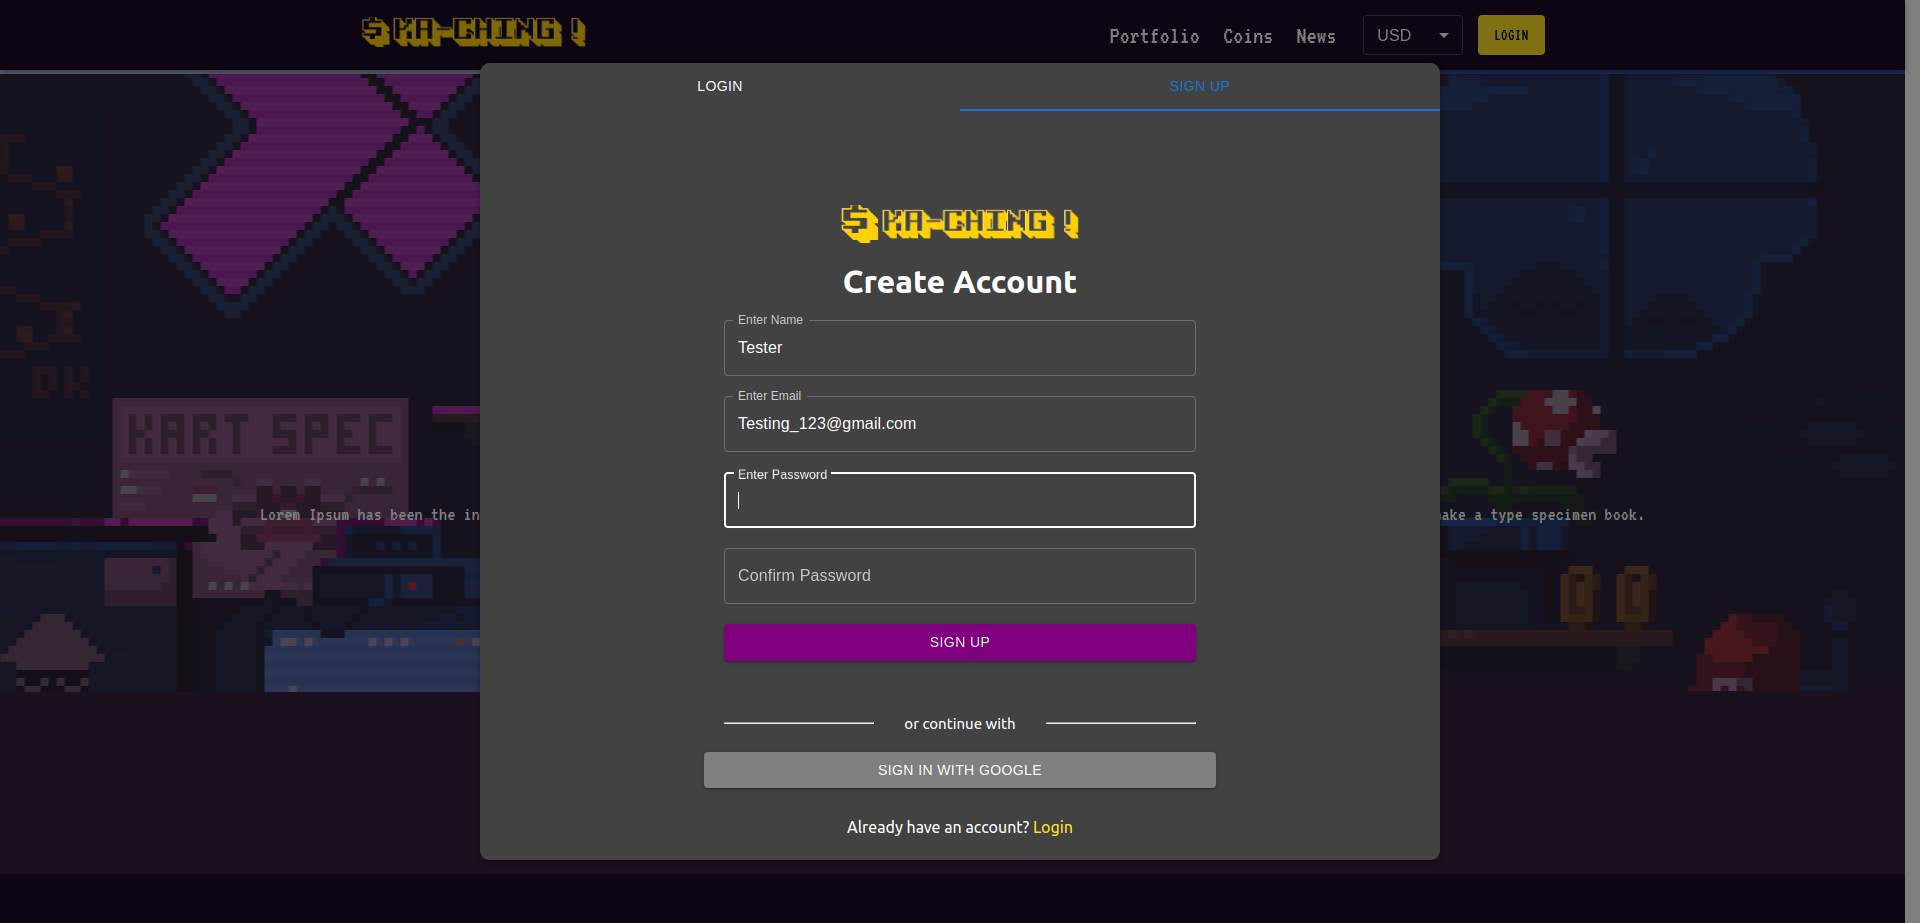 $ KA-CHING !
Portfolio Coins News USD LOGIN
LOGIN SIGN UP
$ KA-CHING !
Create Account
Enter Name
Tester
Enter Email
Testing_123@gmail.com
Enter Password
Confirm Password
SIGN UP
or continue with
SIGN IN WITH GOOGLE
Already have an account? Login
DK
KART SPEC
Lorem Ipsum has been the in
ake a type specimen book.